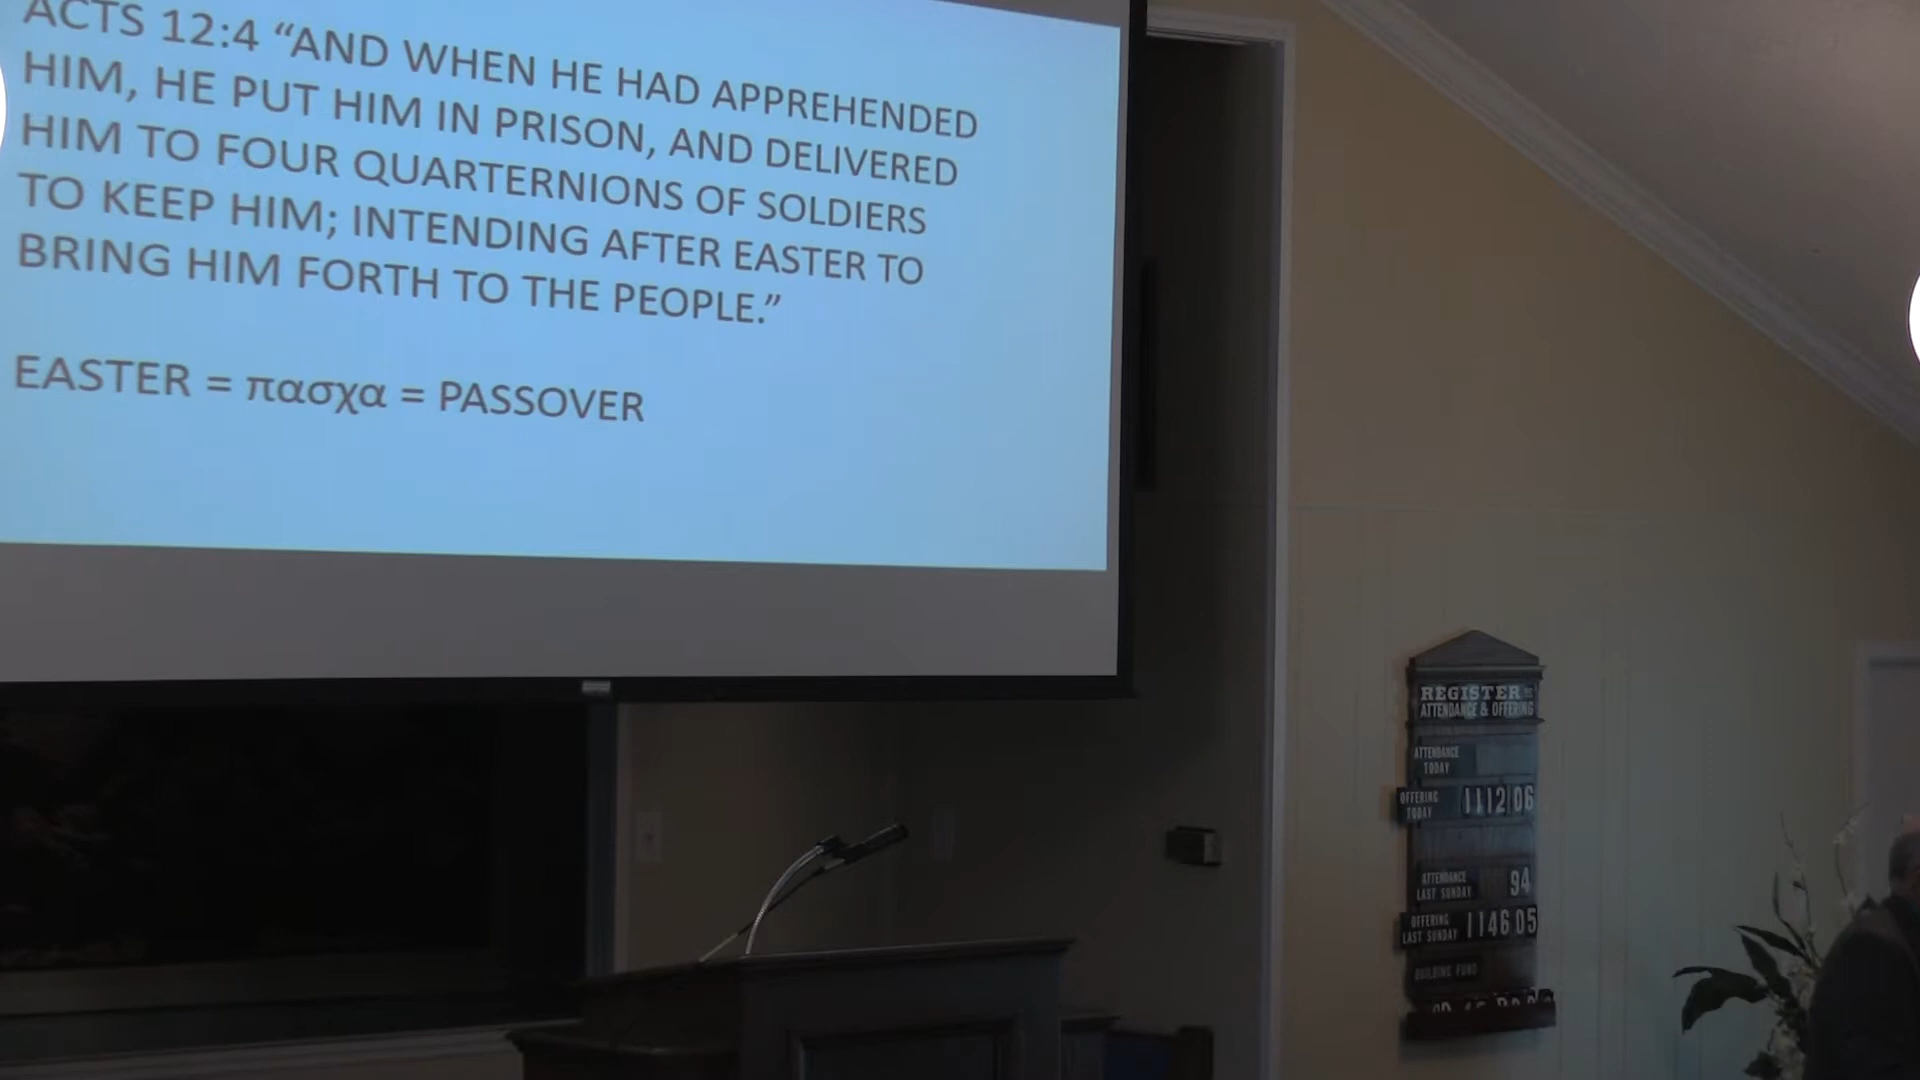 ACTS 12:4 “AND WHEN HE HAD APPREHENDED
HIM, HE PUT HIM IN PRISON, AND DELIVERED
HIM TO FOUR QUARTERNIONS OF SOLDIERS
TO KEEP HIM; INTENDING AFTER EASTER TO
BRING HIM FORTH TO THE PEOPLE.”
EASTER = πασχα = PASSOVER
REGISTER OF
ATTENDANCE & OFFERING
ATTENDANCE
TODAY
OFFERING
TODAY
1112 06
ATTENDANCE
LAST SUNDAY
94
OFFERING
LAST SUNDAY
1146 05
BUILDING FUND